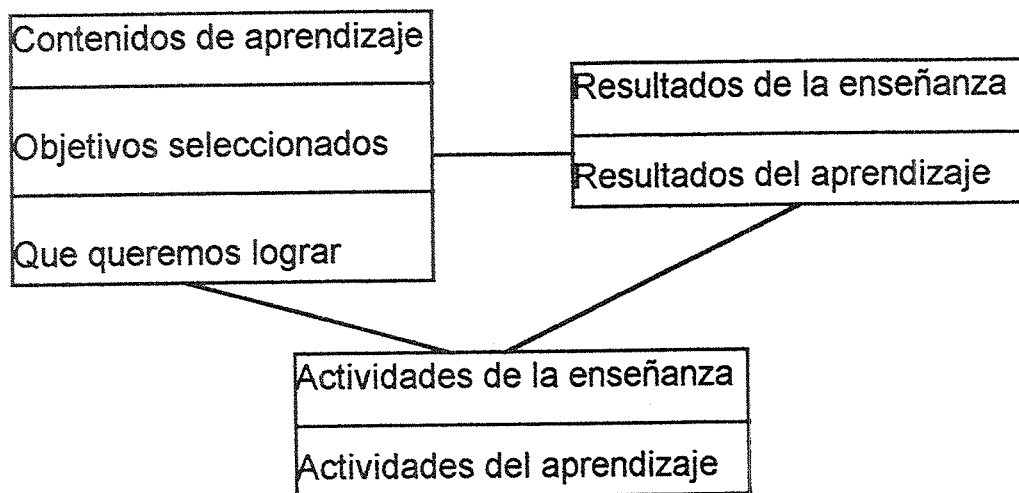 Contenidos de aprendizaje
Objetivos seleccionados
Que queremos lograr
Resultados de la enseñanza
Resultados del aprendizaje
Actividades de la enseñanza
Actividades del aprendizaje